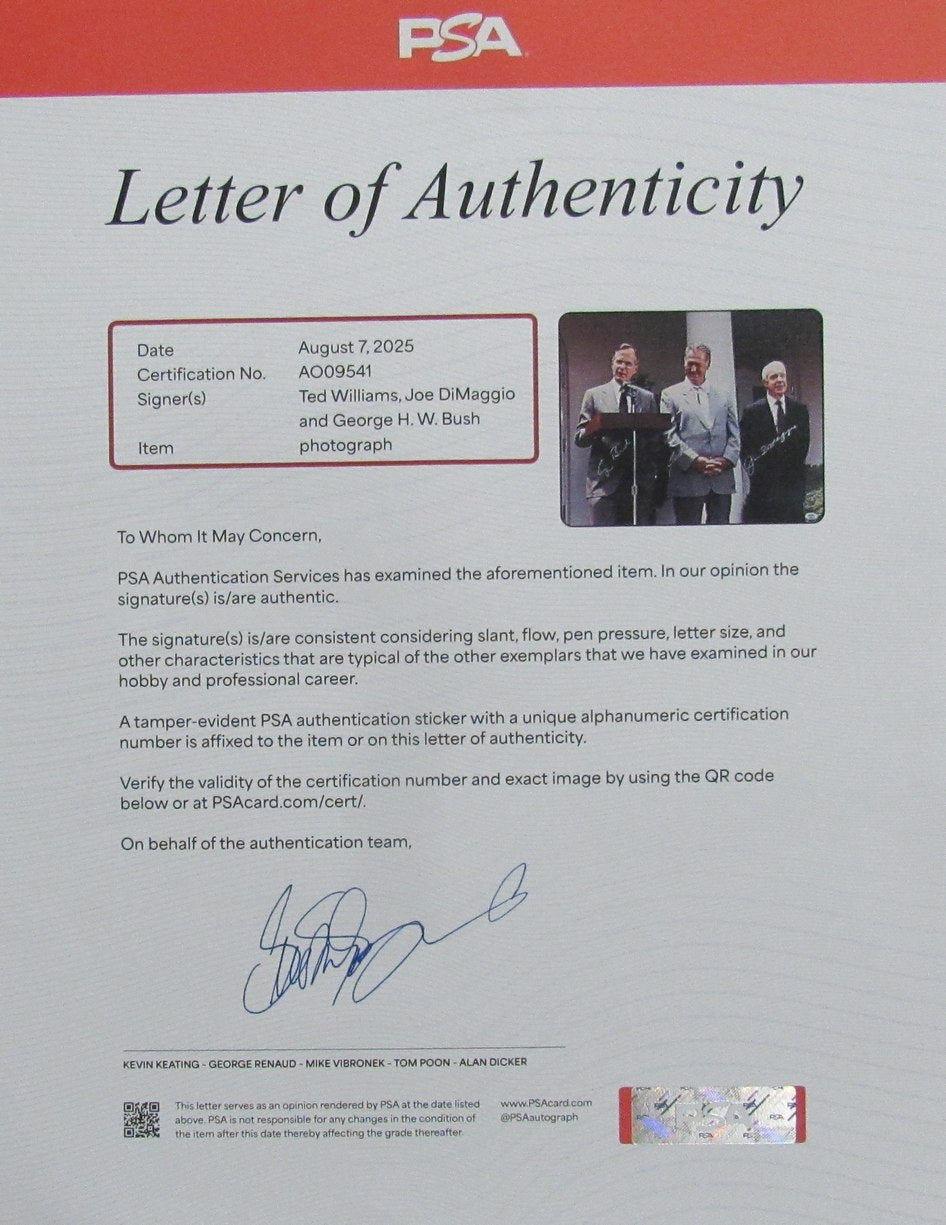 PSA
Letter of Authenticity
Date August 7, 2025
Certification No. AO09541
Signer(s) Ted Williams, Joe DiMaggio
and George H. W. Bush
Item photograph
To Whom It May Concern,
PSA Authentication Services has examined the aforementioned item. In our opinion the
signature(s) is/are authentic.
The signature(s) is/are consistent considering slant, flow, pen pressure, letter size, and
other characteristics that are typical of the other exemplars that we have examined in our
hobby and professional career.
A tamper-evident PSA authentication sticker with a unique alphanumeric certification
number is affixed to the item or on this letter of authenticity.
Verify the validity of the certification number and exact image by using the QR code
below or at PSAcard.com/cert/.
On behalf of the authentication team,
KEVIN KEATING - GEORGE RENAUD - MIKE VIBRONEK - TOM POON - ALAN DICKER
This letter serves as an opinion rendered by PSA at the date listed
above. PSA is not responsible for any changes in the condition of
the item after this date thereby affecting the grade thereafter.
www.PSAcard.com
@PSAautograph
PSA